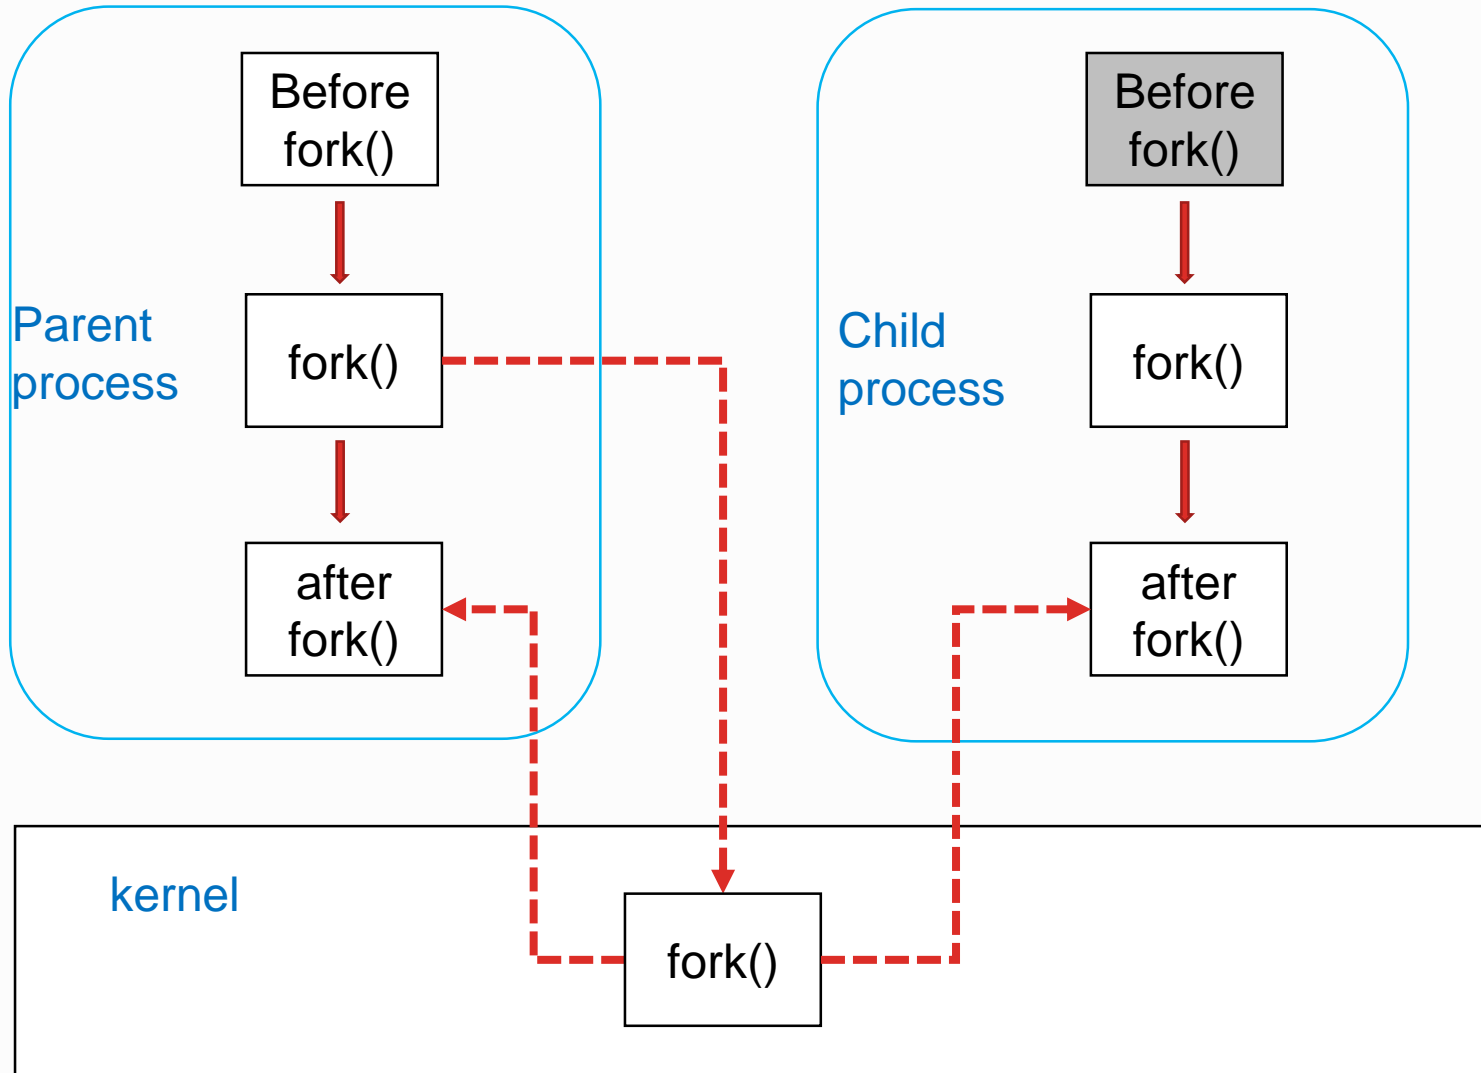 Before
fork()
Parent
process
fork()
after
fork()
Before
fork()
Child
process
fork()
after
fork()
kernel
fork()